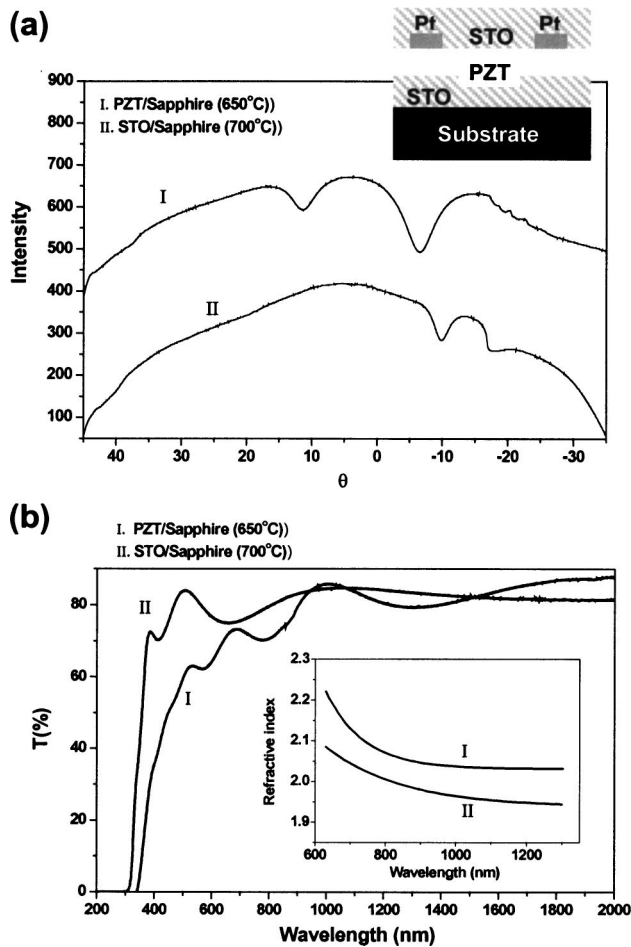 (a)
Pt Pt
STO
PZT
STO
Substrate
I. PZT/Sapphire (650°C))
II. STO/Sapphire (700°C))
900
800
700
600
500
400
300
200
100
Intensity
I
II
40 30 20 10 0 -10 -20 -30
θ
(b)
I. PZT/Sapphire (650°C))
II. STO/Sapphire (700°C))
80
60
40
20
0
T(%)
II
I
2.3
2.2
2.1
2.0
1.9
Refractive index
I
II
600 800 1000 1200
Wavelength (nm)
200 400 600 800 1000 1200 1400 1600 1800 2000
Wavelength (nm)